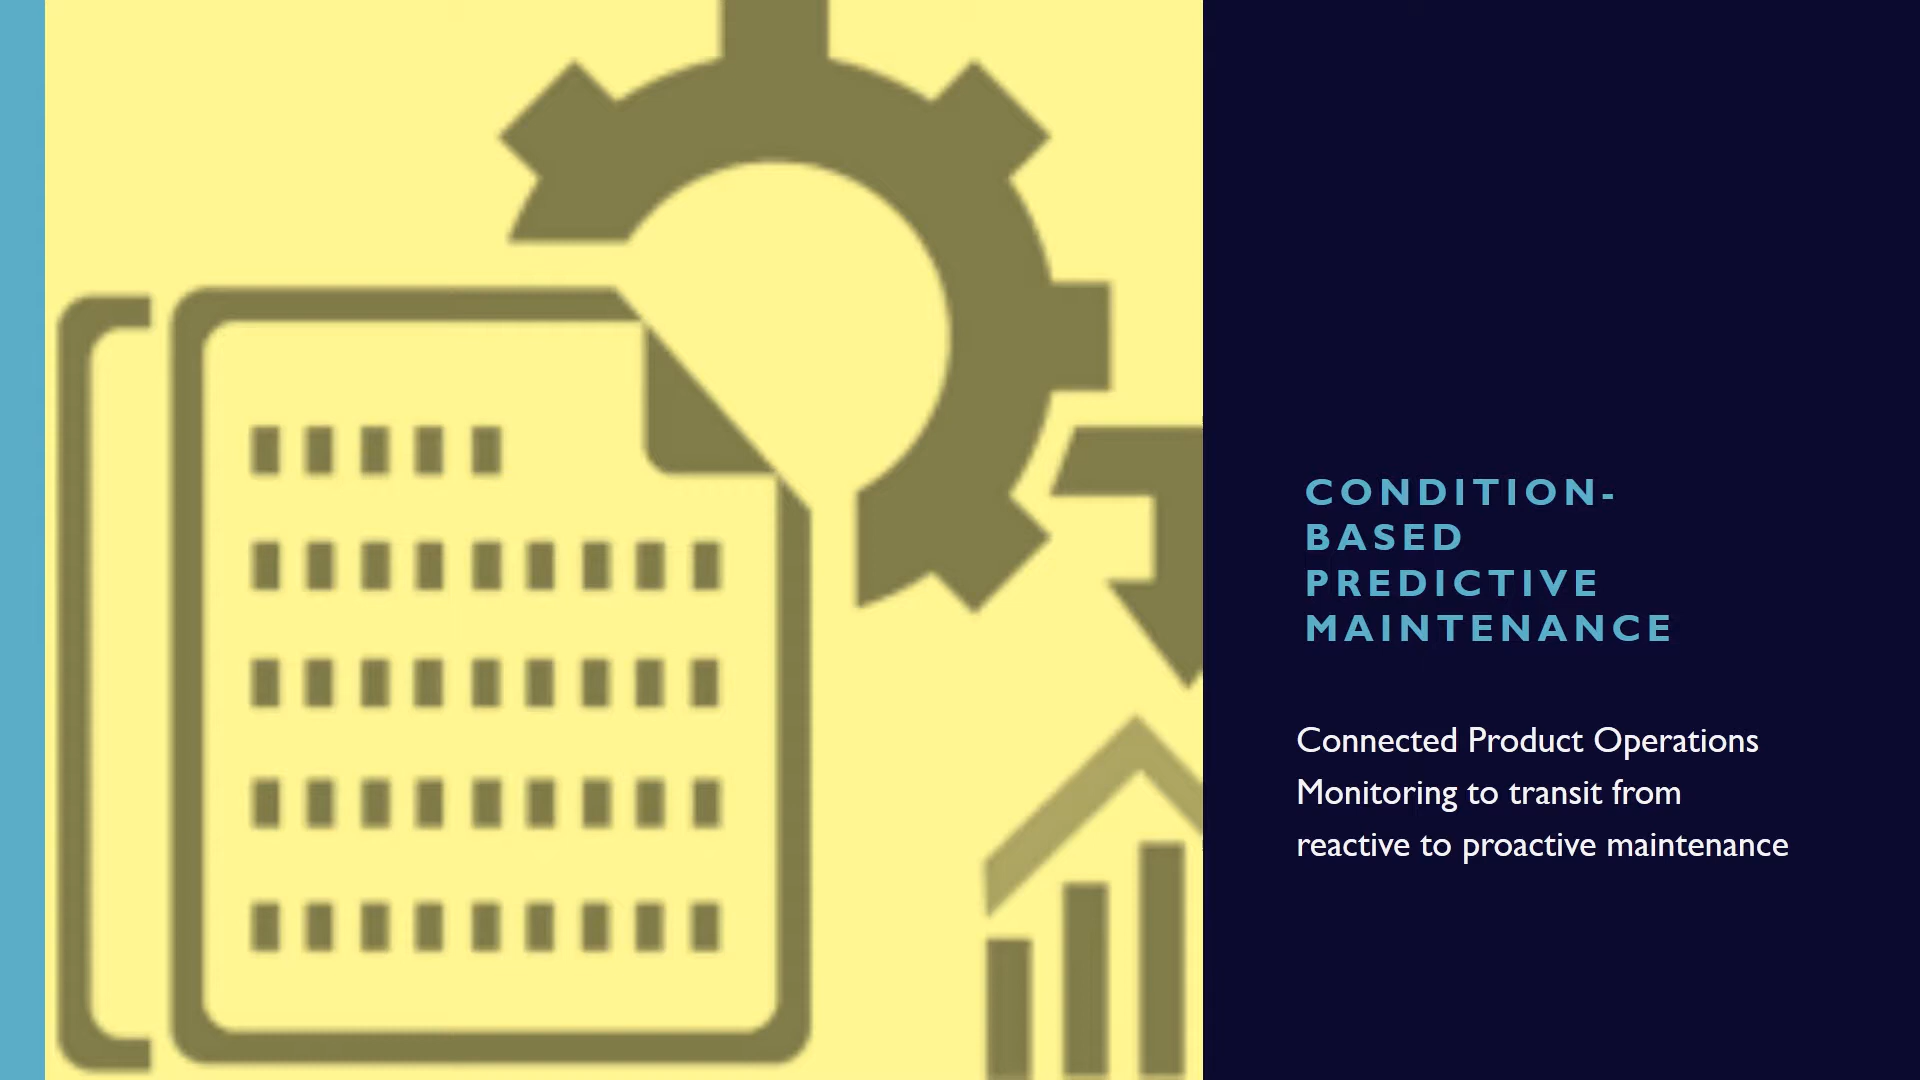 CONDITION-
BASED
PREDICTIVE
MAINTENANCE
Connected Product Operations
Monitoring to transit from
reactive to proactive maintenance